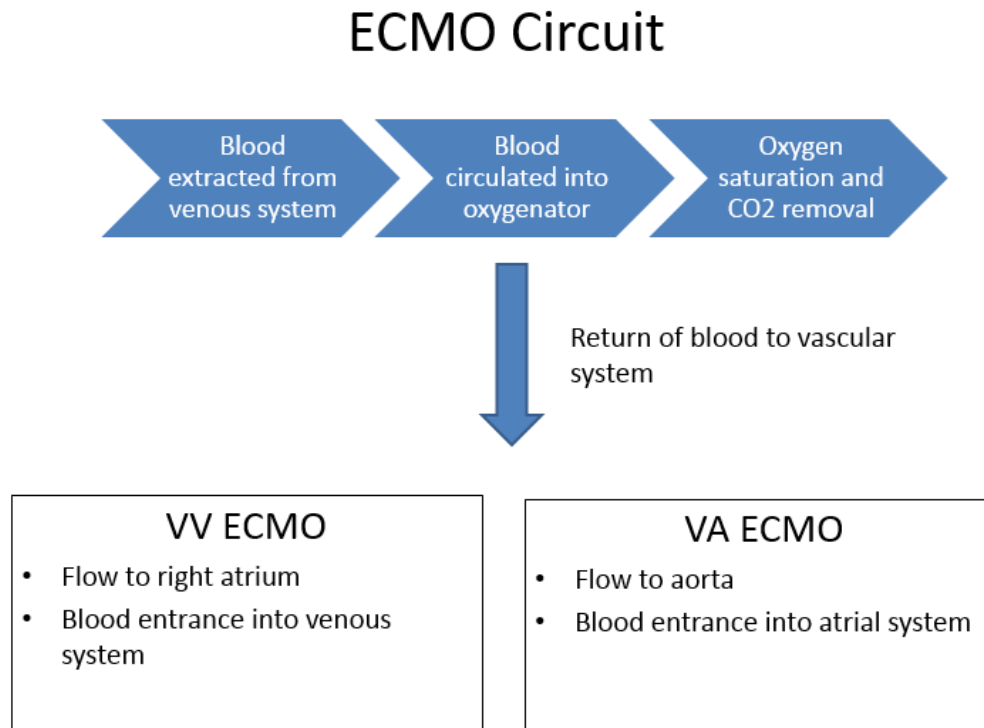 ECMO Circuit
Blood
extracted from
venous system
Blood
circulated into
oxygenator
Oxygen
saturation and
CO2 removal
Return of blood to vascular
system
VV ECMO
• Flow to right atrium
• Blood entrance into venous
system
VA ECMO
• Flow to aorta
• Blood entrance into atrial system